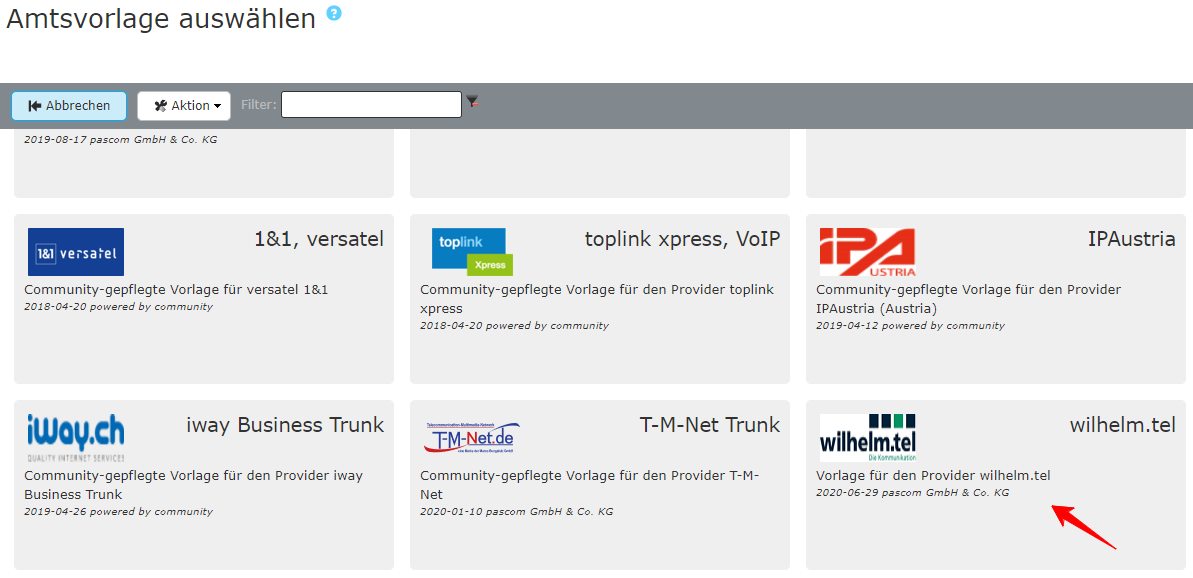 Amtsvorlage auswählen ?
Abbrechen
Aktion
Filter:
2019-08-17 pascom GmbH & Co. KG
1&1 versatel
1&1, versatel
Community-gepflegte Vorlage für versatel 1&1
2018-04-20 powered by community
toplink
Xpress
toplink xpress, VoIP
Community-gepflegte Vorlage für den Provider toplink
xpress
2018-04-20 powered by community
IPA
USTRIA
IPAustria
Community-gepflegte Vorlage für den Provider
IPAustria (Austria)
2019-04-12 powered by community
iWay.ch
QUALITY INTERNET SERVICES
iway Business Trunk
Community-gepflegte Vorlage für den Provider iway
Business Trunk
2019-04-26 powered by community
T-M-Net.de
T-M-Net Trunk
Community-gepflegte Vorlage für den Provider T-M-
Net
2020-01-10 pascom GmbH & Co. KG
wilhelm.tel
Die Kommunikation
wilhelm.tel
Vorlage für den Provider wilhelm.tel
2020-06-29 pascom GmbH & Co. KG